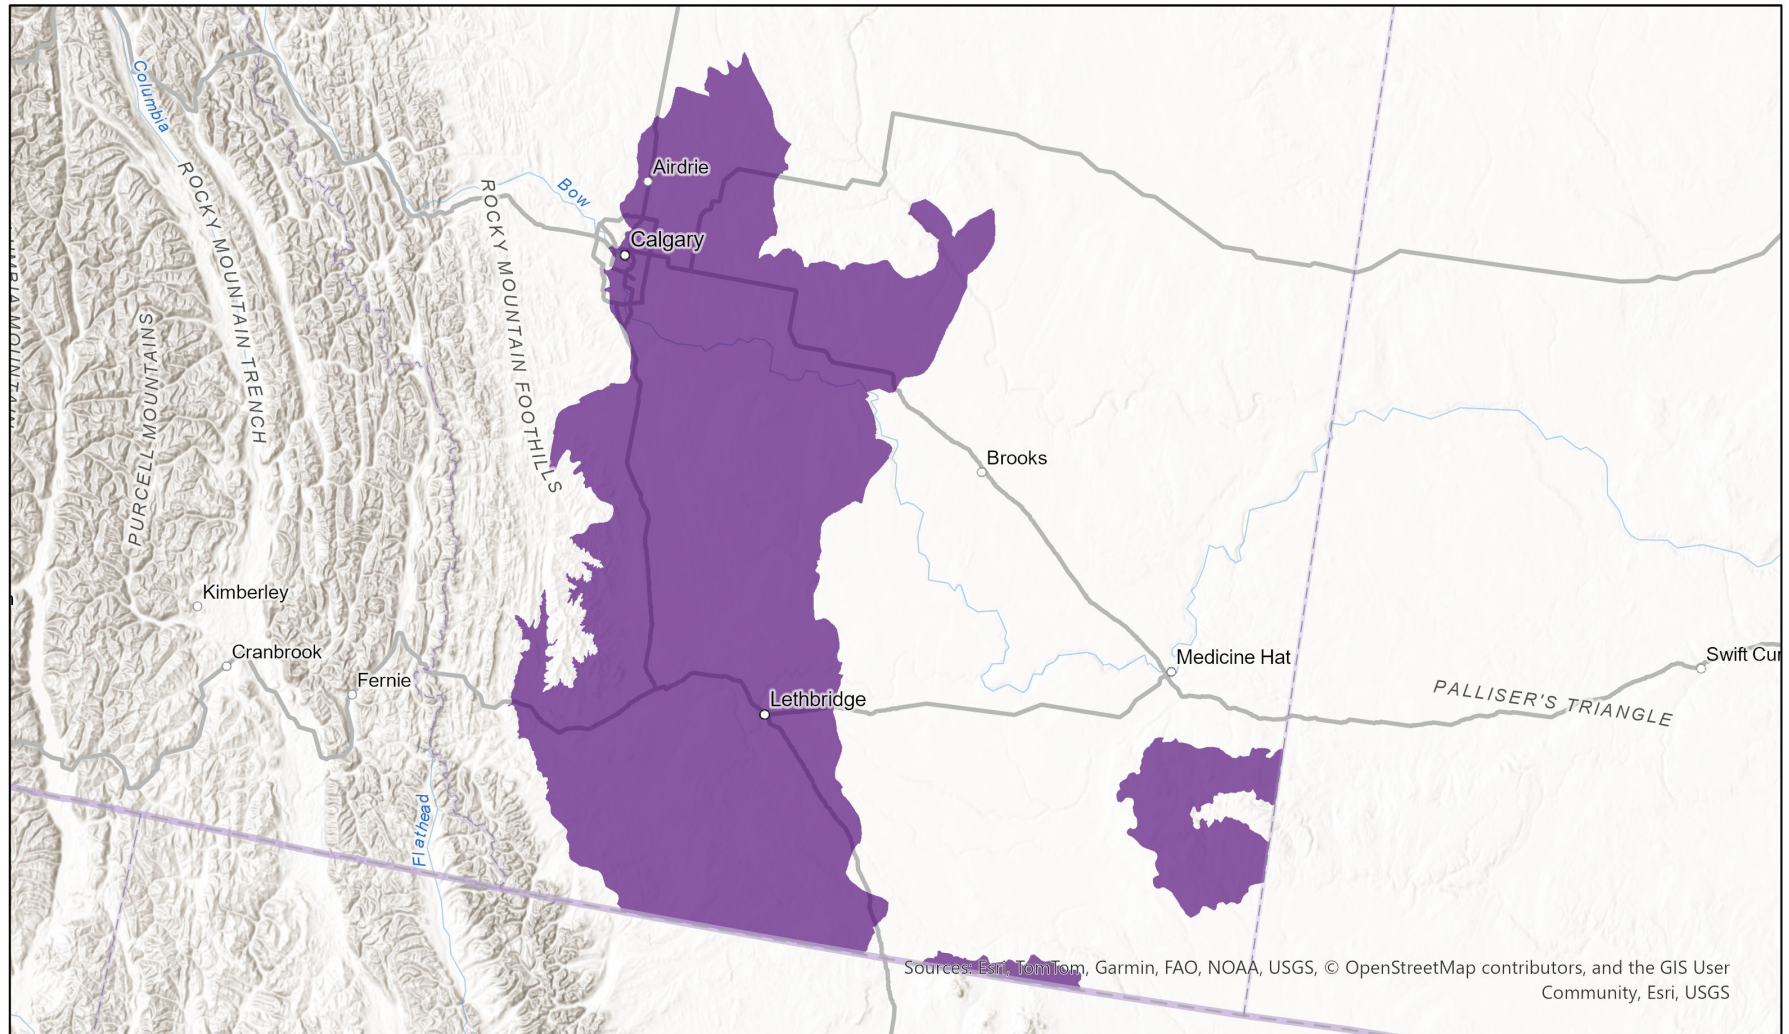 Columbia
ROCKY MOUNTAIN TRENCH
ROCKY MOUNTAIN FOOTHILLS
Bow
Airdrie
Calgary
PURCELL MOUNTAINS
MOUNTAIN
Brooks
Kimberley
Cranbrook
Fernie
Medicine Hat
Swift Cur
PALLISER'S TRIANGLE
Lethbridge
Flathead
Sources: Esri, TomTom, Garmin, FAO, NOAA, USGS, © OpenStreetMap contributors, and the GIS User
Community, Esri, USGS